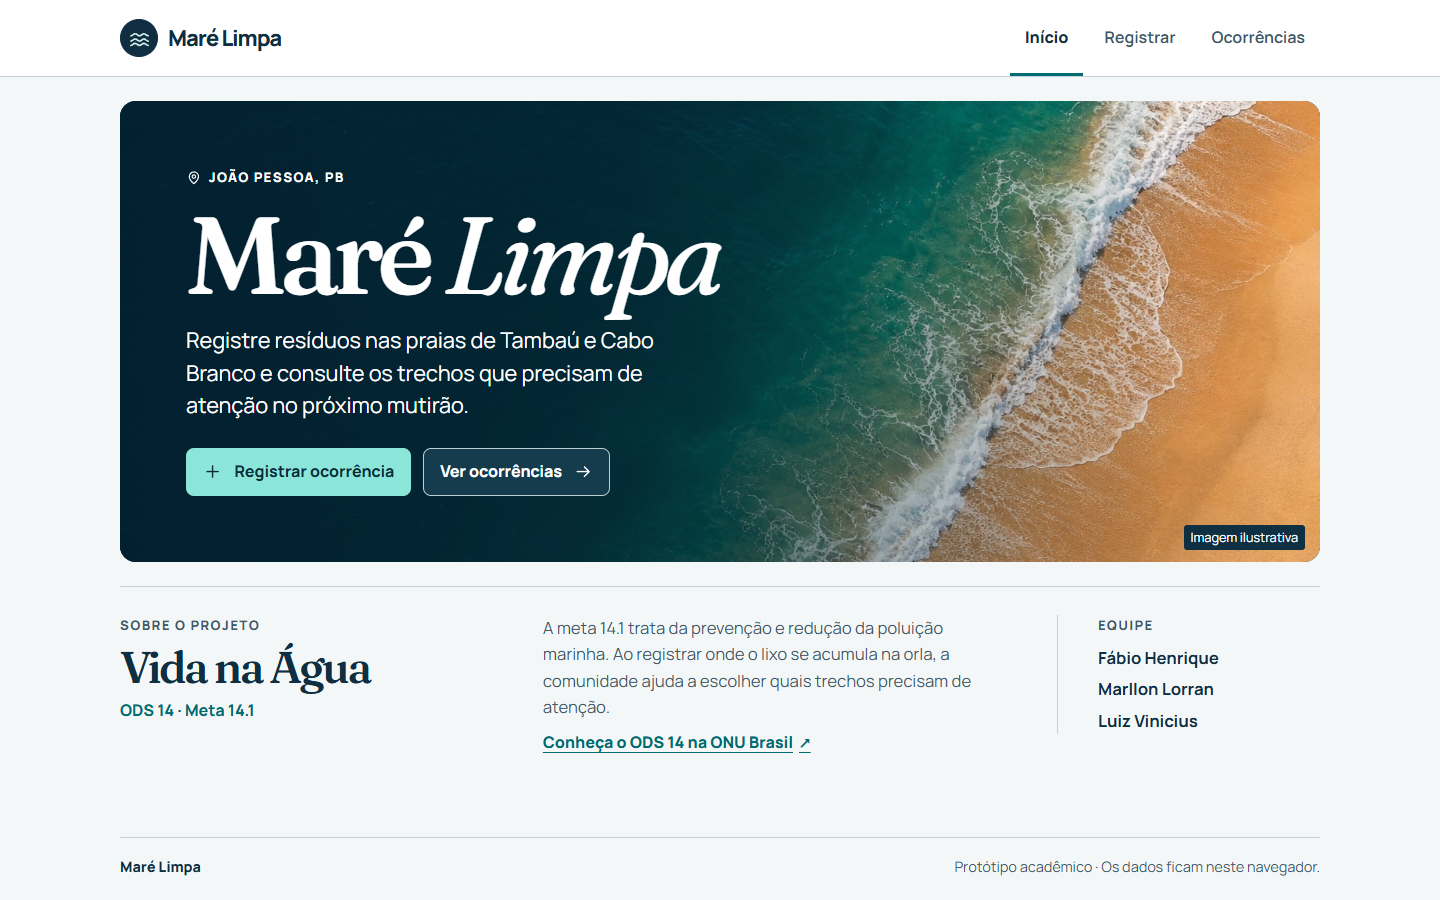 Maré Limpa
Início
Registrar
Ocorrências
JOÃO PESSOA, PB
Maré Limpa
Registre resíduos nas praias de Tambaú e Cabo
Branco e consulte os trechos que precisam de
atenção no próximo mutirão.
Registrar ocorrência
Ver ocorrências
Imagem ilustrativa
SOBRE O PROJETO
Vida na Água
ODS 14 · Meta 14.1
A meta 14.1 trata da prevenção e redução da poluição
marinha. Ao registrar onde o lixo se acumula na orla, a
comunidade ajuda a escolher quais trechos precisam de
atenção.
Conheça o ODS 14 na ONU Brasil ↗
EQUIPE
Fábio Henrique
Marllon Lorran
Luiz Vinicius
Maré Limpa
Protótipo acadêmico · Os dados ficam neste navegador.